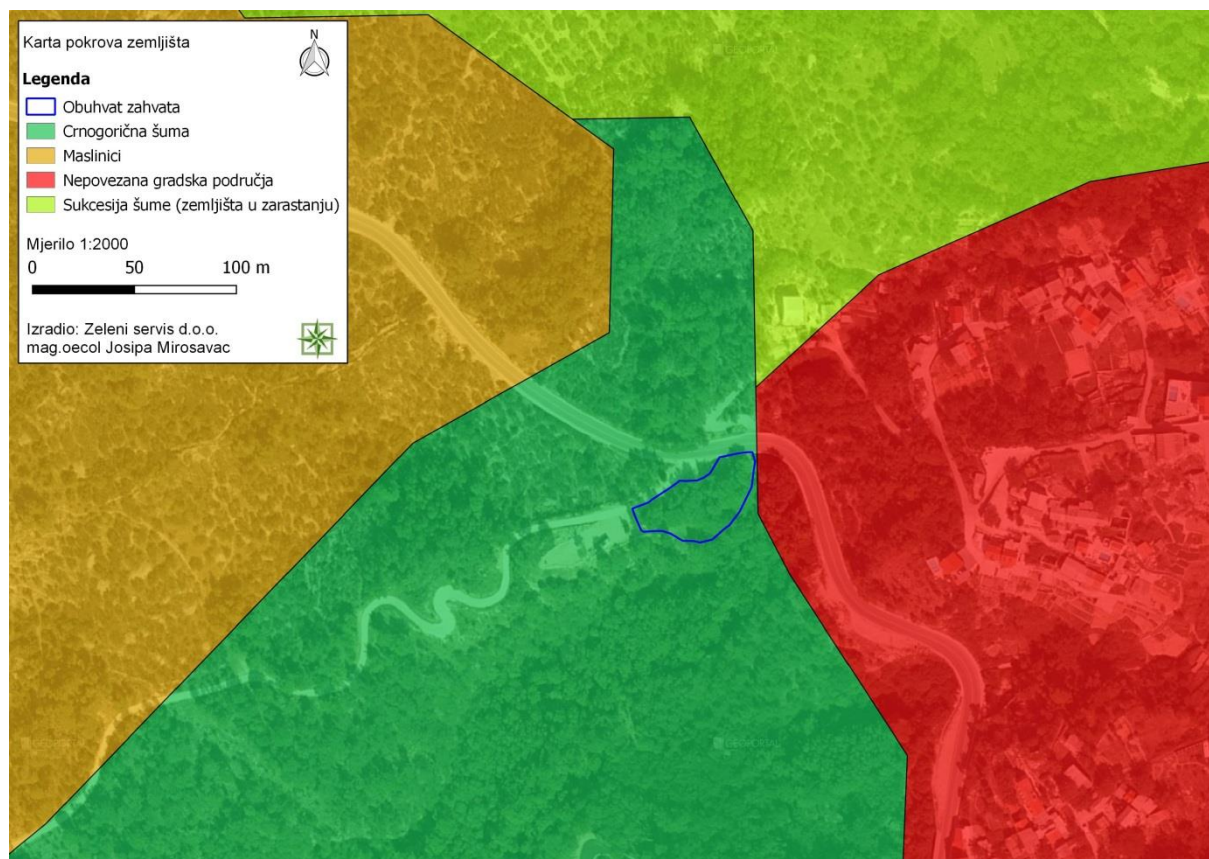 Karta pokrova zemljišta
N
Legenda
Obuhvat zahvata
Crnogorična šuma
Maslinici
Nepovezana gradska područja
Sukcesija šume (zemljišta u zarastanju)
Mjerilo 1:2000
0 50 100 m
Izradio: Zeleni servis d.o.o.
mag.oecol Josipa Mirosavac